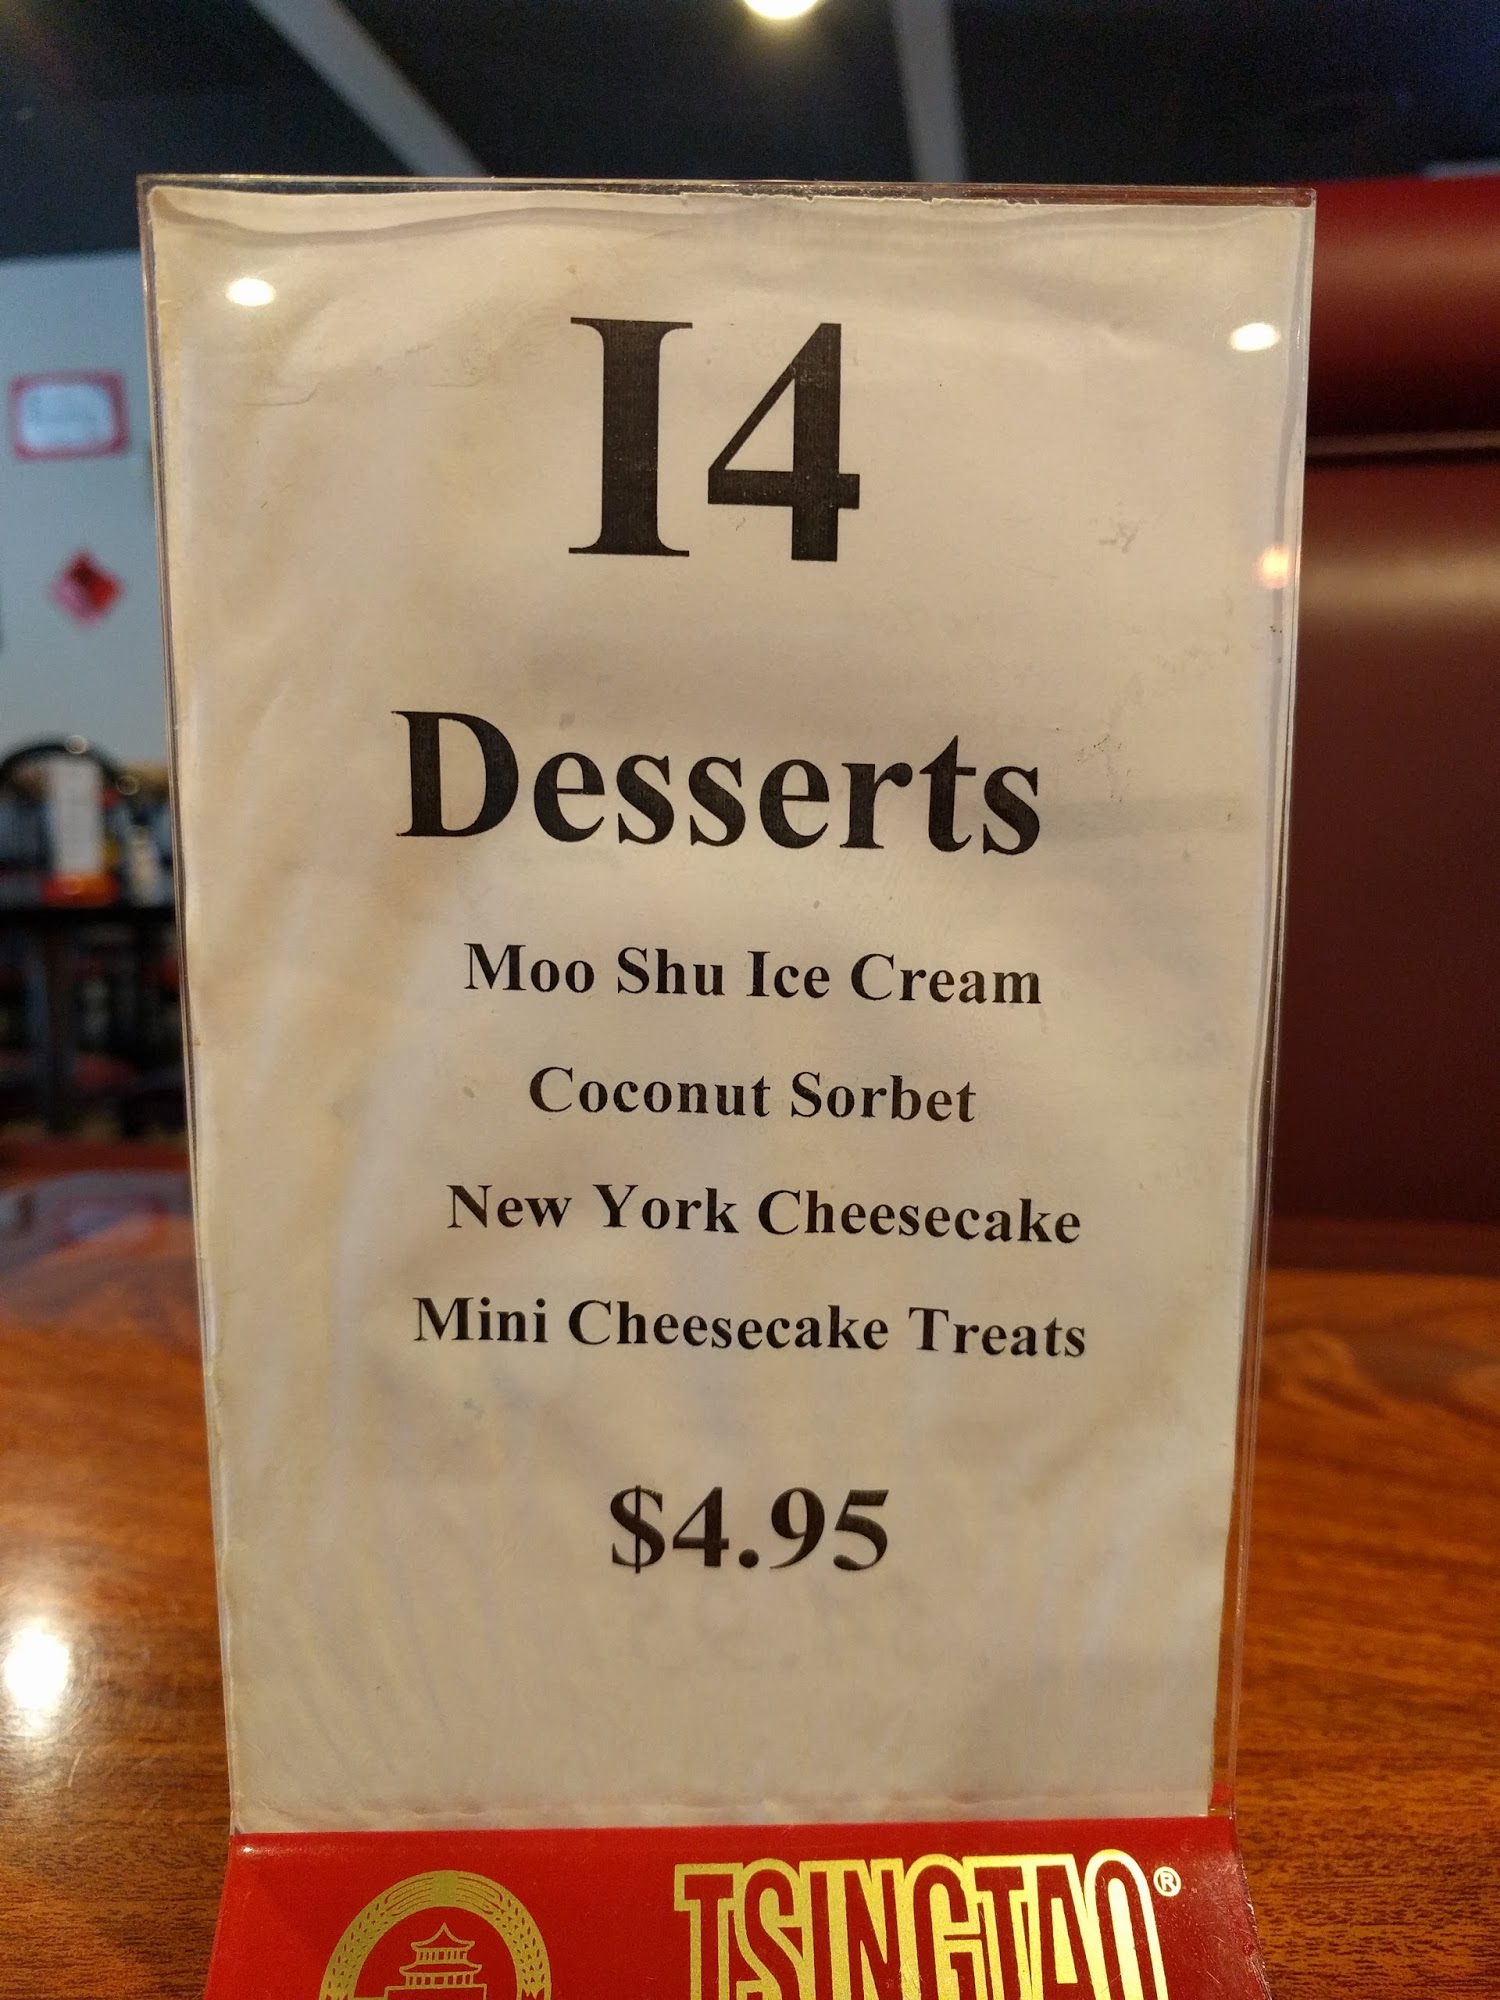 I4
Desserts
Moo Shu Ice Cream
Coconut Sorbet
New York Cheesecake
Mini Cheesecake Treats
$4.95
TSINGTAO®